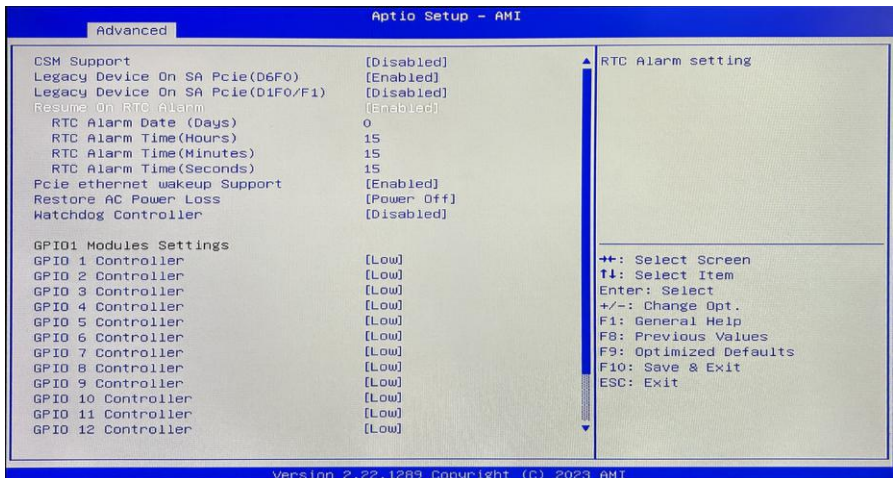 Aptio Setup – AMI
Advanced
CSM Support [Disabled]
Legacy Device On SA Pcie(D6F0) [Enabled]
Legacy Device On SA Pcie(D1F0/F1) [Disabled]
Resume On RTC Alarm [Enabled]
RTC Alarm Date (Days) 0
RTC Alarm Time(Hours) 15
RTC Alarm Time(Minutes) 15
RTC Alarm Time(Seconds) 15
Pcie ethernet wakeup Support [Enabled]
Restore AC Power Loss [Power Off]
Watchdog Controller [Disabled]
GPIO1 Modules Settings
GPIO 1 Controller [Low]
GPIO 2 Controller [Low]
GPIO 3 Controller [Low]
GPIO 4 Controller [Low]
GPIO 5 Controller [Low]
GPIO 6 Controller [Low]
GPIO 7 Controller [Low]
GPIO 8 Controller [Low]
GPIO 9 Controller [Low]
GPIO 10 Controller [Low]
GPIO 11 Controller [Low]
GPIO 12 Controller [Low]
RTC Alarm setting
→←: Select Screen
↑↓: Select Item
Enter: Select
+/-: Change Opt.
F1: General Help
F8: Previous Values
F9: Optimized Defaults
F10: Save & Exit
ESC: Exit
Version 2.22.1289 Copyright (C) 2023 AMI